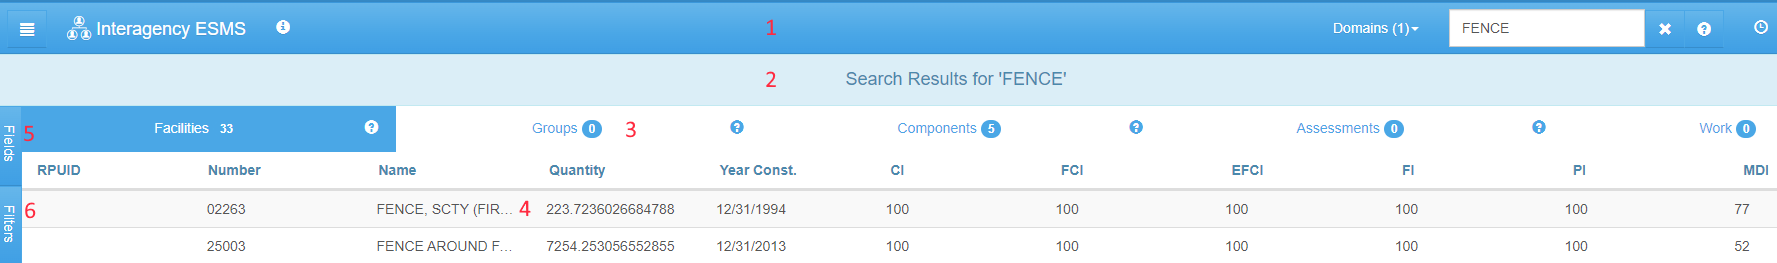 Interagency ESMS 1 Domains (1) FENCE
2 Search Results for 'FENCE'
Fields 5 Facilities 33 Groups 0 3 Components 5 Assessments 0 Work 0
RPUID Number Name Quantity Year Const. CI FCI EFCI FI PI MDI
Filters 6 02263 FENCE, SCTY (FIR... 4 223.7236026684788 12/31/1994 100 100 100 100 100 77
25003 FENCE AROUND F... 7254.253056552855 12/31/2013 100 100 100 100 100 52